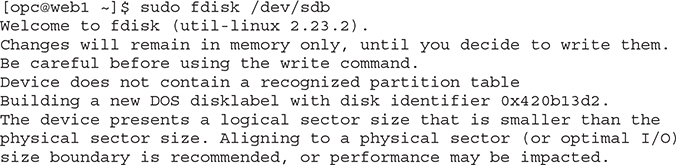 [opc@web1 ~]$ sudo fdisk /dev/sdb
Welcome to fdisk (util-linux 2.23.2).
Changes will remain in memory only, until you decide to write them.
Be careful before using the write command.
Device does not contain a recognized partition table
Building a new DOS disklabel with disk identifier 0x420b13d2.
The device presents a logical sector size that is smaller than the
physical sector size. Aligning to a physical sector (or optimal I/O)
size boundary is recommended, or performance may be impacted.